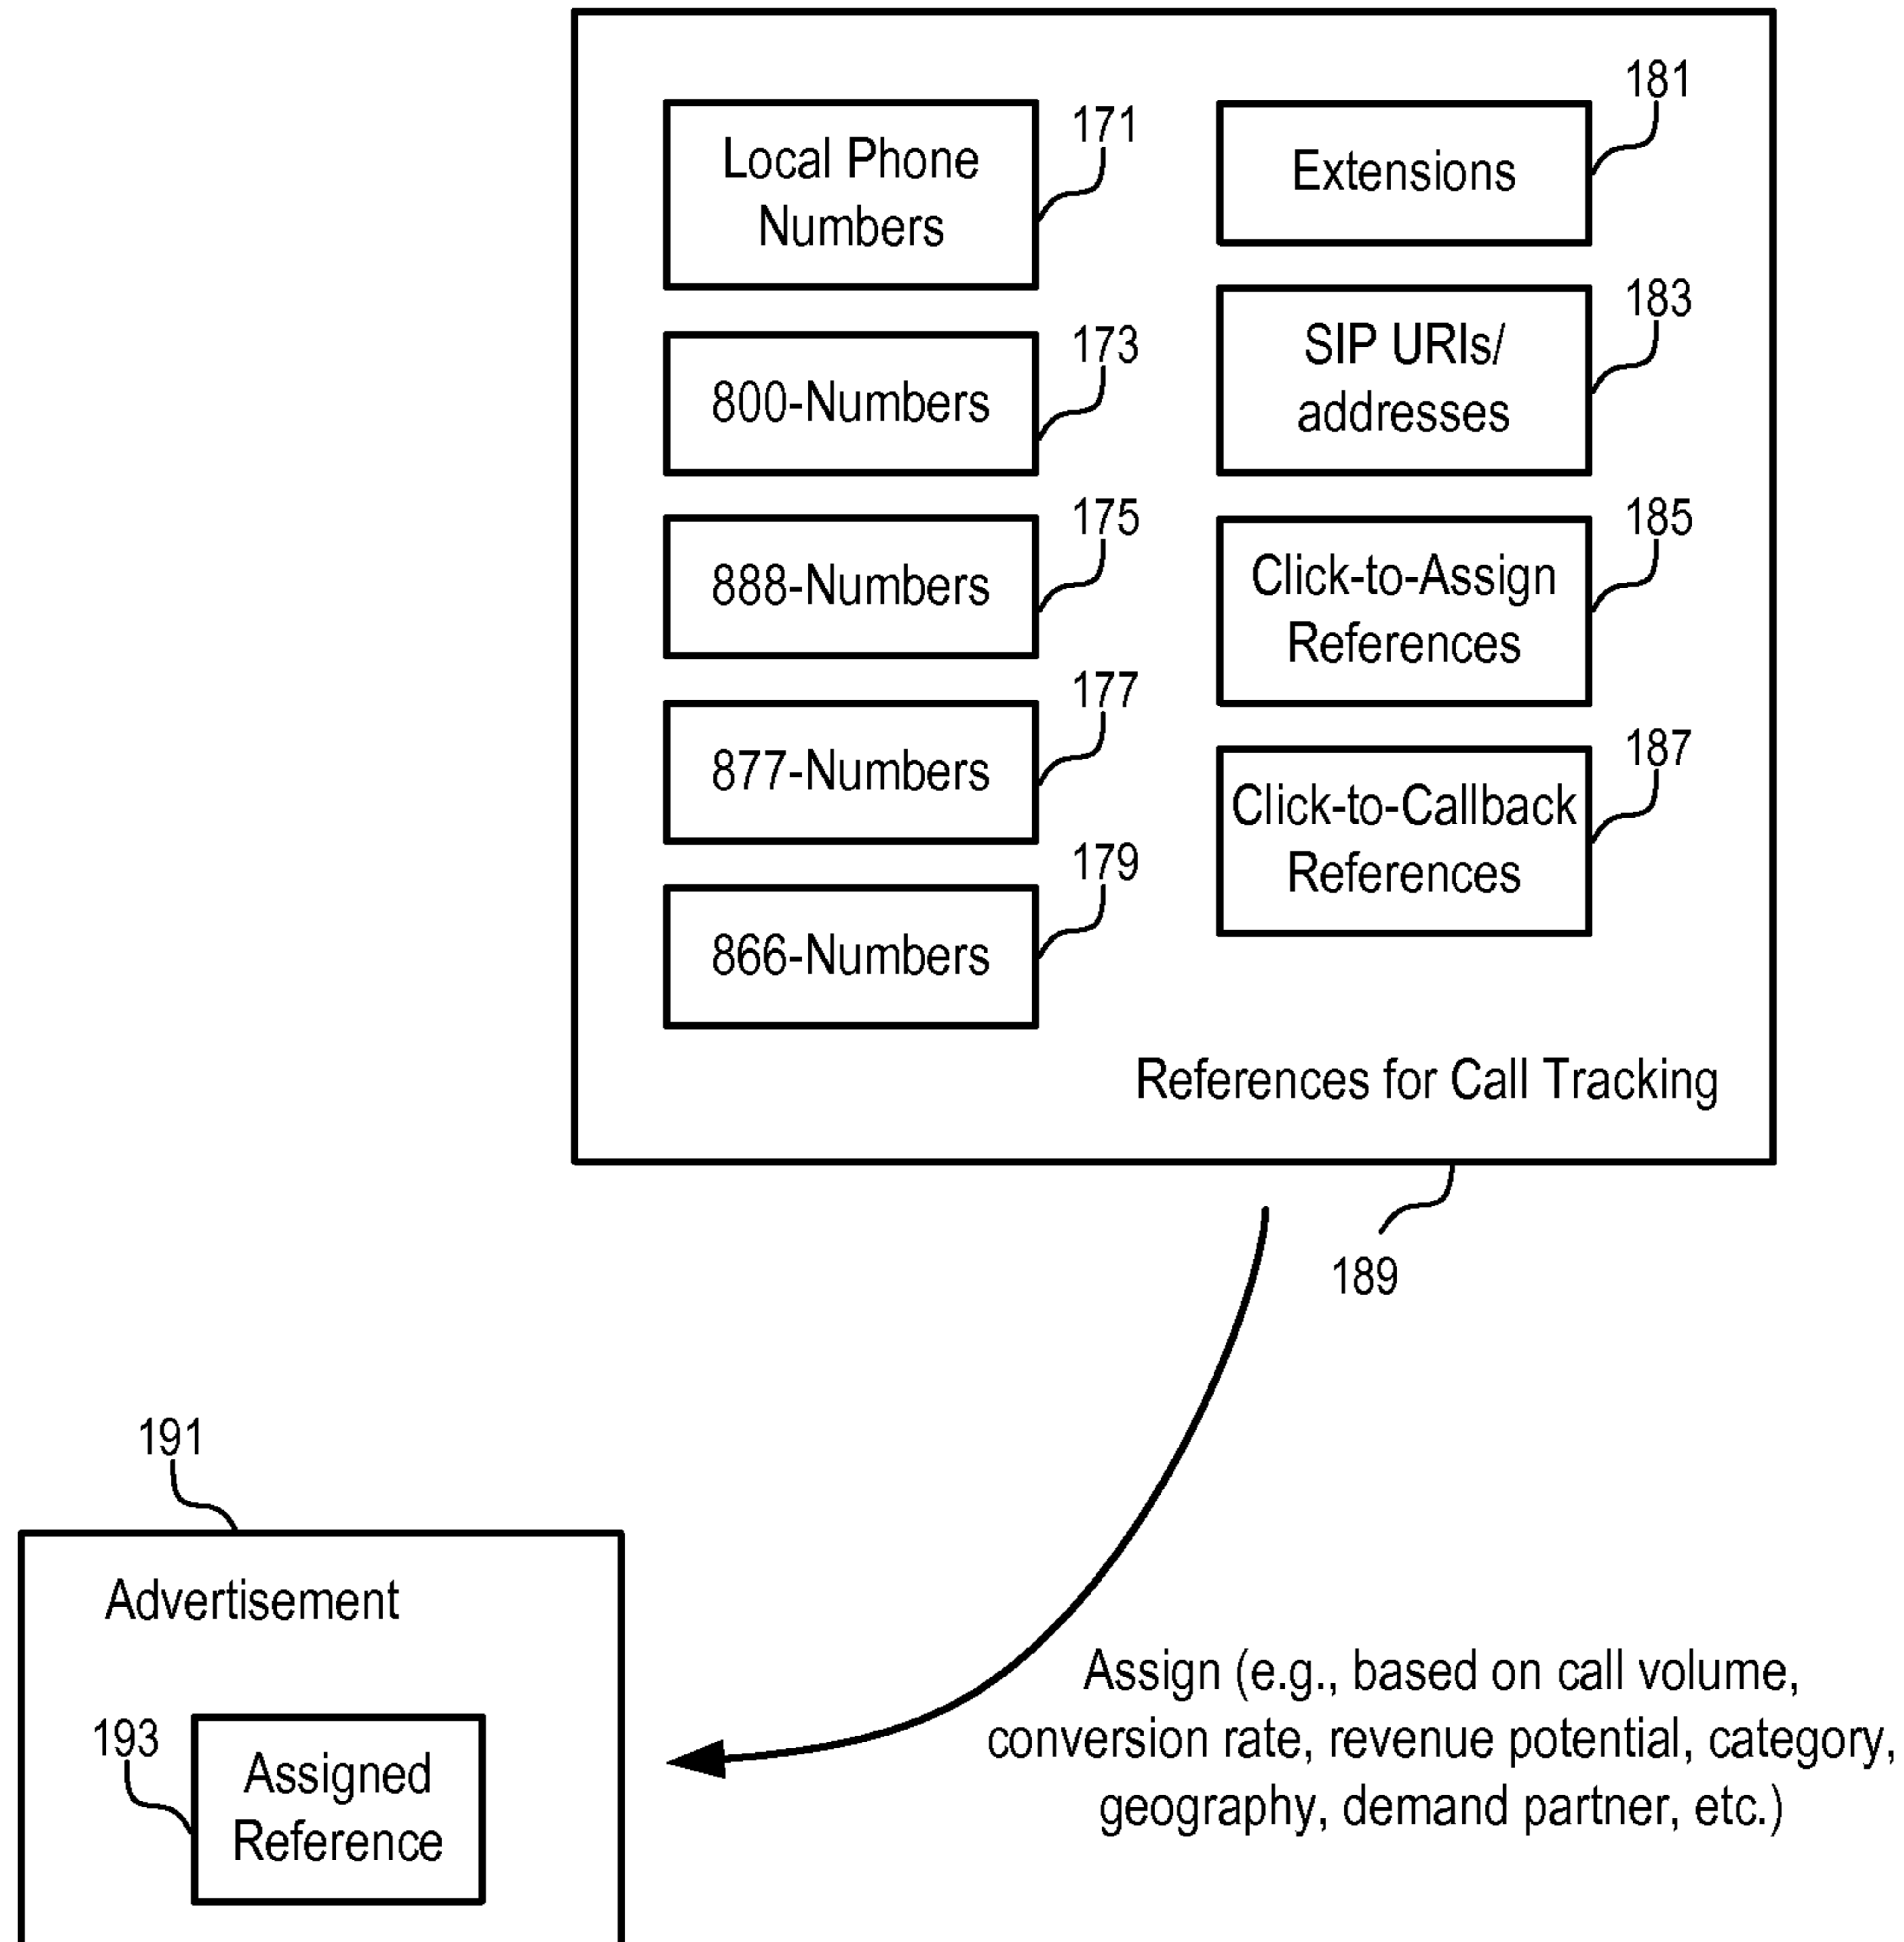 Local Phone
Numbers
171
800-Numbers
173
888-Numbers
175
877-Numbers
177
866-Numbers
179
Extensions
181
SIP URIs/
addresses
183
Click-to-Assign
References
185
Click-to-Callback
References
187
References for Call Tracking
189
191
Advertisement
193
Assigned
Reference
Assign (e.g., based on call volume,
conversion rate, revenue potential, category,
geography, demand partner, etc.)